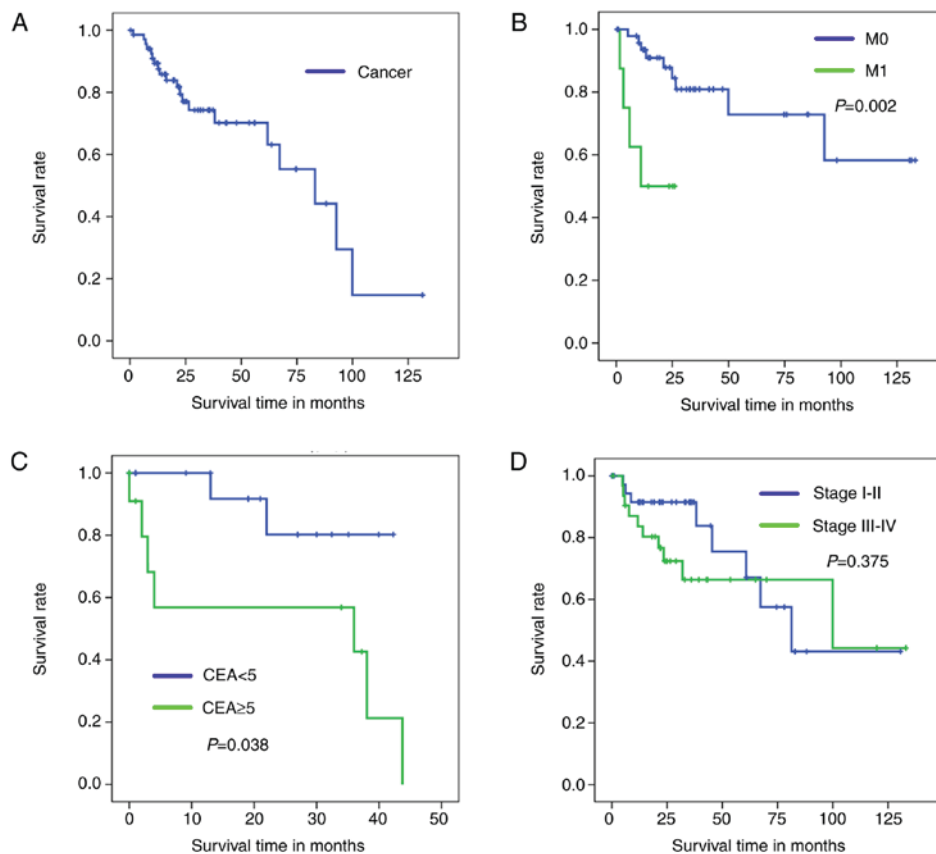 A
1.0
0.8
0.6
0.4
0.2
0.0
Survival rate
Cancer
0 25 50 75 100 125
Survival time in months
B
1.0
0.8
0.6
0.4
0.2
0.0
Survival rate
M0
M1
P=0.002
0 25 50 75 100 125
Survival time in months
C
1.0
0.8
0.6
0.4
0.2
0.0
Survival rate
CEA<5
CEA≥5
P=0.038
0 10 20 30 40 50
Survival time in months
D
1.0
0.8
0.6
0.4
0.2
0.0
Survival rate
Stage I-II
Stage III-IV
P=0.375
0 25 50 75 100 125
Survival time in months